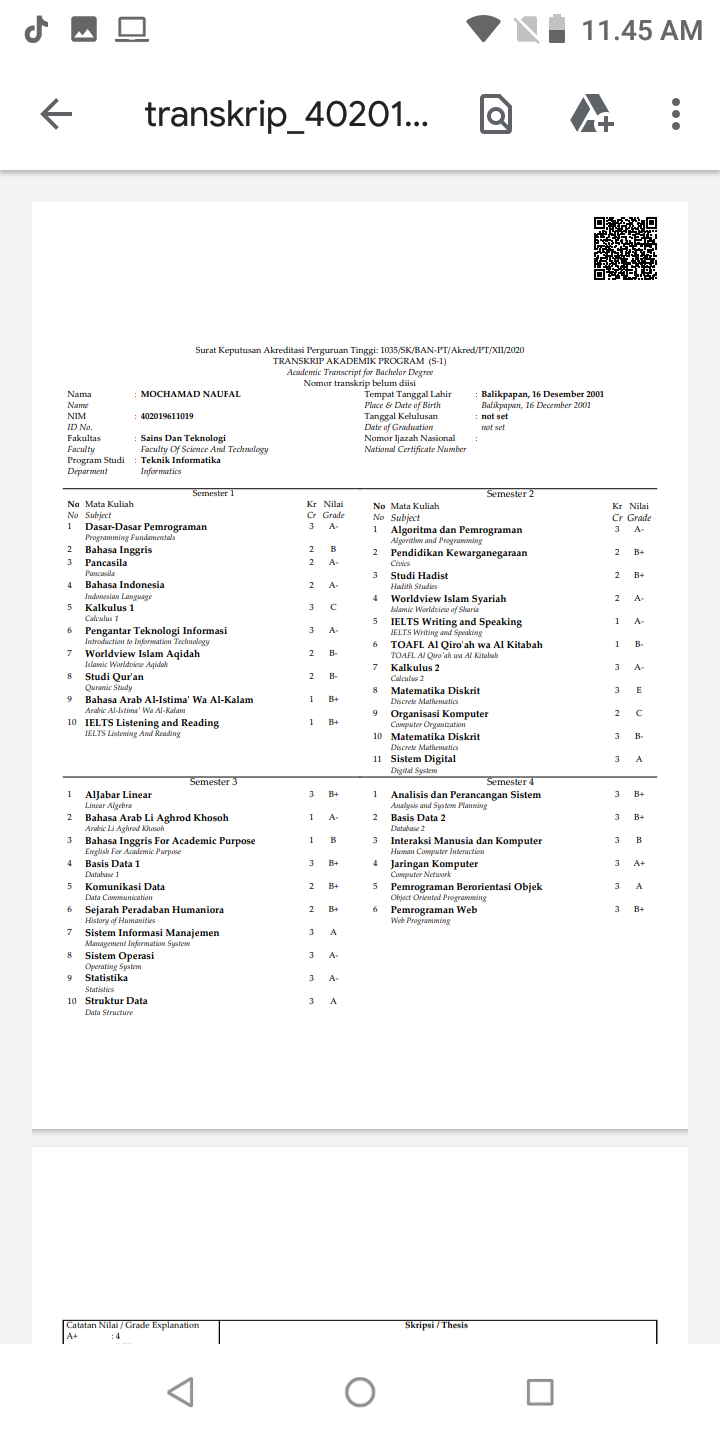 11.45 AM
transkrip_40201...
Surat Keputusan Akreditasi Perguruan Tinggi: 1035/SK/BAN-PT/Akred/PT/XII/2020
TRANSKRIP AKADEMIK PROGRAM (S-1)
Academic Transcript for Bachelor Degree
Nomor transkrip belum diisi
Nama : MOCHAMAD NAUFAL
Name
NIM : 402019611019
ID No.
Fakultas : Sains Dan Teknologi
Faculty Faculty Of Science And Technology
Program Studi : Teknik Informatika
Deparment Informatics
Tempat Tanggal Lahir : Balikpapan, 16 Desember 2001
Place & Date of Birth Balikpapan, 16 December 2001
Tanggal Kelulusan : not set
Date of Graduation not set
Nomor Ijazah Nasional :
National Certificate Number
Semester 1
No Mata Kuliah Kr Nilai
No Subject Cr Grade
1 Dasar-Dasar Pemrograman 3 A-
Programming Fundamentals
2 Bahasa Inggris 2 B
3 Pancasila 2 A-
Pancasila
4 Bahasa Indonesia 2 A-
Indonesian Language
5 Kalkulus 1 3 C
Calculus 1
6 Pengantar Teknologi Informasi 3 A-
Introduction to Information Technology
7 Worldview Islam Aqidah 2 B-
Islamic Worldview Aqidah
8 Studi Qur'an 2 B-
Quranic Study
9 Bahasa Arab Al-Istima' Wa Al-Kalam 1 B+
Arabic Al-Istima' Wa Al-Kalam
10 IELTS Listening and Reading 1 B+
IELTS Listening And Reading
Semester 2
No Mata Kuliah Kr Nilai
No Subject Cr Grade
1 Algoritma dan Pemrograman 3 A-
Algorithm and Programming
2 Pendidikan Kewarganegaraan 2 B+
Civics
3 Studi Hadist 2 B+
Hadith Studies
4 Worldview Islam Syariah 2 A-
Islamic Worldview of Sharia
5 IELTS Writing and Speaking 1 A-
IELTS Writing and Speaking
6 TOAFL Al Qiro'ah wa Al Kitabah 1 B-
TOAFL Al Qiro'ah wa Al Kitabah
7 Kalkulus 2 3 A-
Calculus 2
8 Matematika Diskrit 3 E
Discrete Mathematics
9 Organisasi Komputer 2 C
Computer Organization
10 Matematika Diskrit 3 B-
Discrete Mathematics
11 Sistem Digital 3 A
Digital System
Semester 3
1 AlJabar Linear 3 B+
Linear Algebra
2 Bahasa Arab Li Aghrod Khosoh 1 A-
Arabic Li Aghrod Khosoh
3 Bahasa Inggris For Academic Purpose 1 B
English For Academic Purpose
4 Basis Data 1 3 B+
Database 1
5 Komunikasi Data 2 B+
Data Communication
6 Sejarah Peradaban Humaniora 2 B+
History of Humanities
7 Sistem Informasi Manajemen 3 A
Management Information System
8 Sistem Operasi 3 A-
Operating System
9 Statistika 3 A-
Statistics
10 Struktur Data 3 A
Data Structure
Semester 4
1 Analisis dan Perancangan Sistem 3 B+
Analysis and System Planning
2 Basis Data 2 3 B+
Database 2
3 Interaksi Manusia dan Komputer 3 B
Human Computer Interaction
4 Jaringan Komputer 3 A+
Computer Network
5 Pemrograman Berorientasi Objek 3 A
Object Oriented Programming
6 Pemrograman Web 3 B+
Web Programming
Catatan Nilai / Grade Explanation
A+ : 4
Skripsi / Thesis